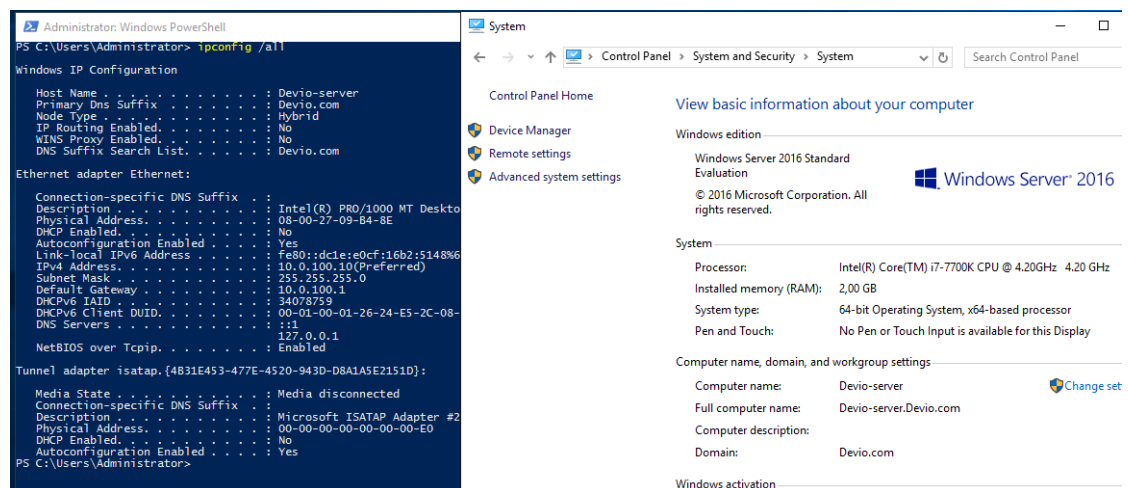 Administrator: Windows PowerShell
PS C:\Users\Administrator> ipconfig /all
Windows IP Configuration
Host Name . . . . . . . . . . . . : Devio-server
Primary Dns Suffix . . . . . . . : Devio.com
Node Type . . . . . . . . . . . . : Hybrid
IP Routing Enabled. . . . . . . . : No
WINS Proxy Enabled. . . . . . . . : No
DNS Suffix Search List. . . . . . : Devio.com
Ethernet adapter Ethernet:
Connection-specific DNS Suffix . :
Description . . . . . . . . . . . : Intel(R) PRO/1000 MT Deskto
Physical Address. . . . . . . . . : 08-00-27-09-B4-8E
DHCP Enabled. . . . . . . . . . . : No
Autoconfiguration Enabled . . . . : Yes
Link-local IPv6 Address . . . . . : fe80::dc1e:e0cf:16b2:5148%6
IPv4 Address. . . . . . . . . . . : 10.0.100.10(Preferred)
Subnet Mask . . . . . . . . . . . : 255.255.255.0
Default Gateway . . . . . . . . . : 10.0.100.1
DHCPv6 IAID . . . . . . . . . . . : 34078759
DHCPv6 Client DUID. . . . . . . . : 00-01-00-01-26-24-E5-2C-08-
DNS Servers . . . . . . . . . . . : ::1
127.0.0.1
NetBIOS over Tcpip. . . . . . . . : Enabled
Tunnel adapter isatap.{4B31E453-477E-4520-943D-D8A1A5E2151D}:
Media State . . . . . . . . . . . : Media disconnected
Connection-specific DNS Suffix . :
Description . . . . . . . . . . . : Microsoft ISATAP Adapter #2
Physical Address. . . . . . . . . : 00-00-00-00-00-00-00-E0
DHCP Enabled. . . . . . . . . . . : No
Autoconfiguration Enabled . . . . : Yes
PS C:\Users\Administrator>
System
Control Panel > System and Security > System
Search Control Panel
Control Panel Home
Device Manager
Remote settings
Advanced system settings
View basic information about your computer
Windows edition
Windows Server 2016 Standard
Evaluation
© 2016 Microsoft Corporation. All
rights reserved.
Windows Server® 2016
System
Processor: Intel(R) Core(TM) i7-7700K CPU @ 4.20GHz 4.20 GHz
Installed memory (RAM): 2,00 GB
System type: 64-bit Operating System, x64-based processor
Pen and Touch: No Pen or Touch Input is available for this Display
Computer name, domain, and workgroup settings
Computer name: Devio-server
Change set
Full computer name: Devio-server.Devio.com
Computer description:
Domain: Devio.com
Windows activation